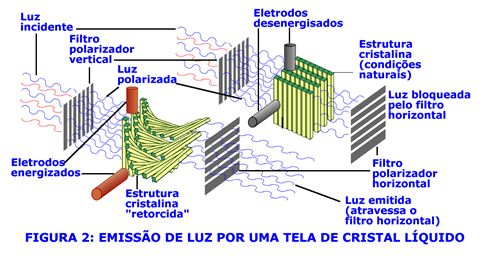 Luz
incidente
Filtro
polarizador
vertical
Luz
polarizada
Eletrodos
desenergisados
Estrutura
cristalina
(condições
naturais)
Luz bloqueada
pelo filtro
horizontal
Eletrodos
energizados
Estrutura
cristalina
"retorcida"
Filtro
polarizador
horizontal
Luz emitida
(atravessa o
filtro horizontal)
FIGURA 2: EMISSÃO DE LUZ POR UMA TELA DE CRISTAL LÍQUIDO